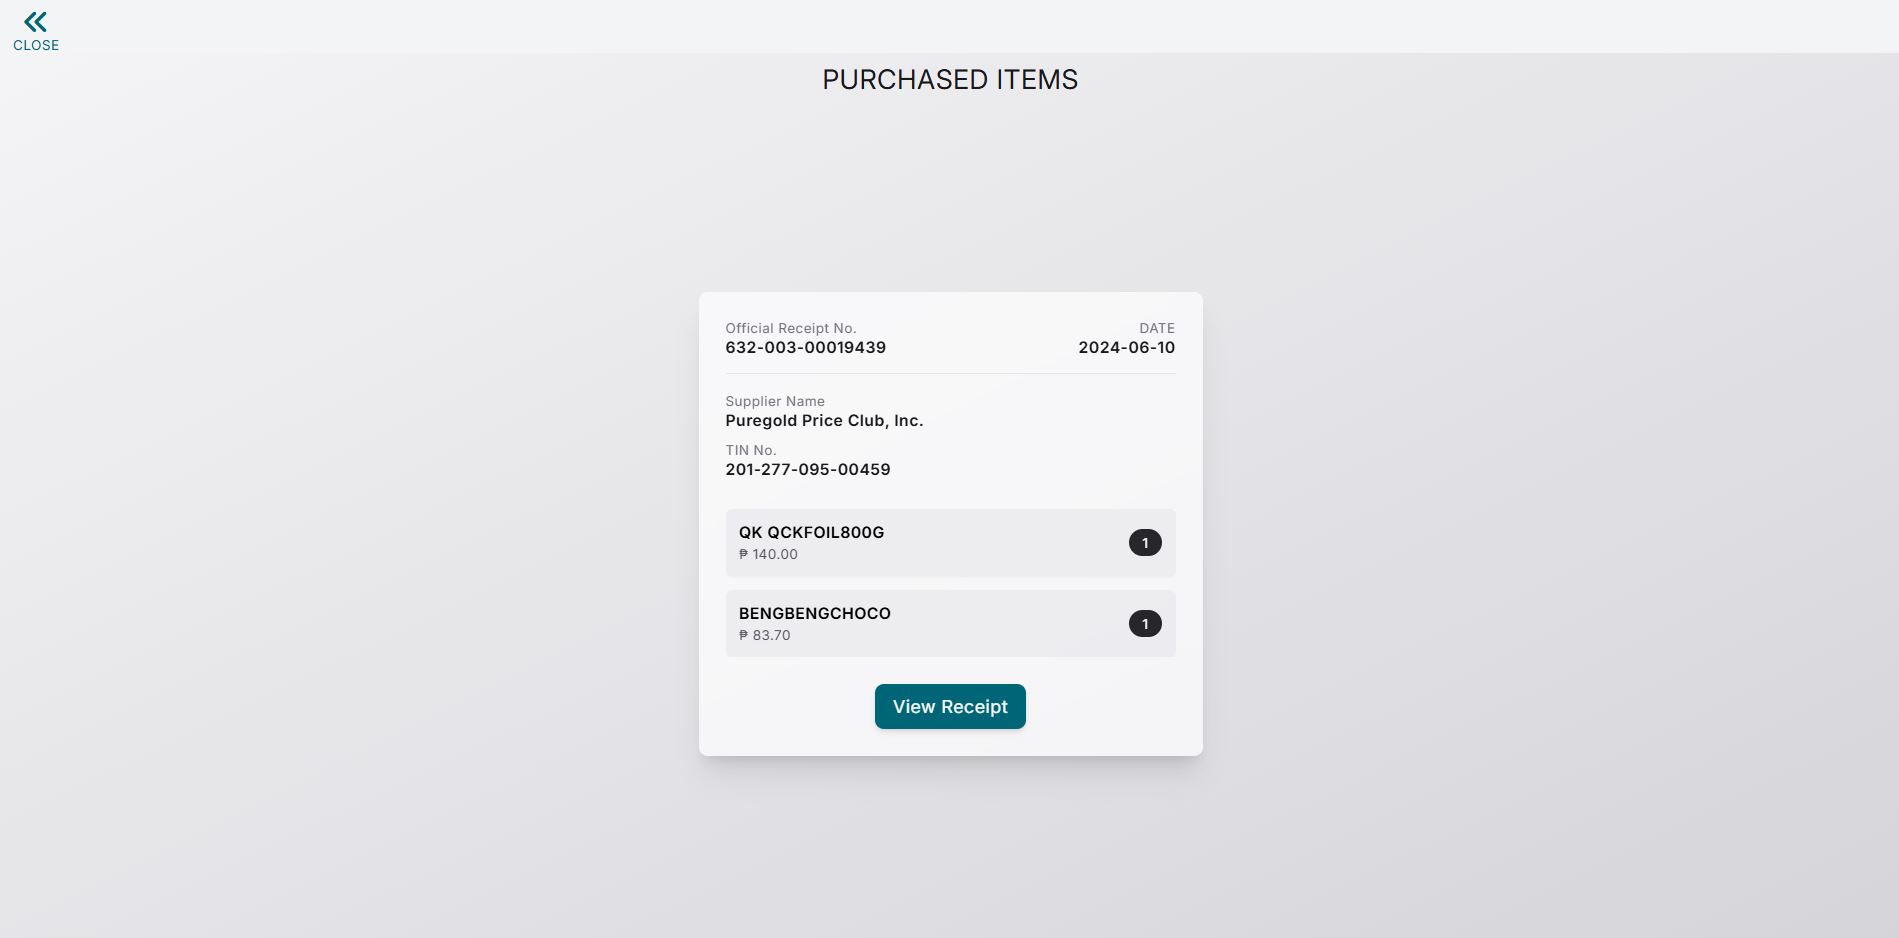 CLOSE
PURCHASED ITEMS
Official Receipt No.
632-003-00019439
DATE
2024-06-10
Supplier Name
Puregold Price Club, Inc.
TIN No.
201-277-095-00459
QK QCKFOIL800G
₱ 140.00
1
BENGBENGCHOCO
₱ 83.70
1
View Receipt